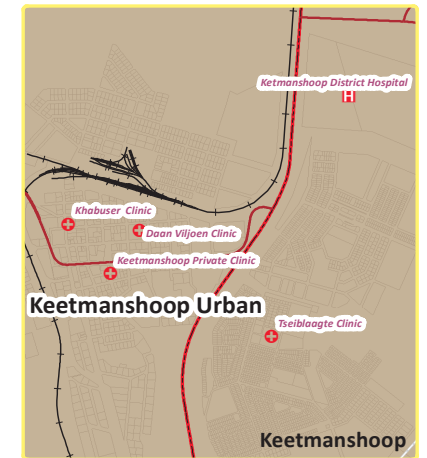 Ketmanshoop District Hospital
H
Khabuser Clinic
Daan Viljoen Clinic
Keetmanshoop Private Clinic
Keetmanshoop Urban
Tseiblaagte Clinic
Keetmanshoop